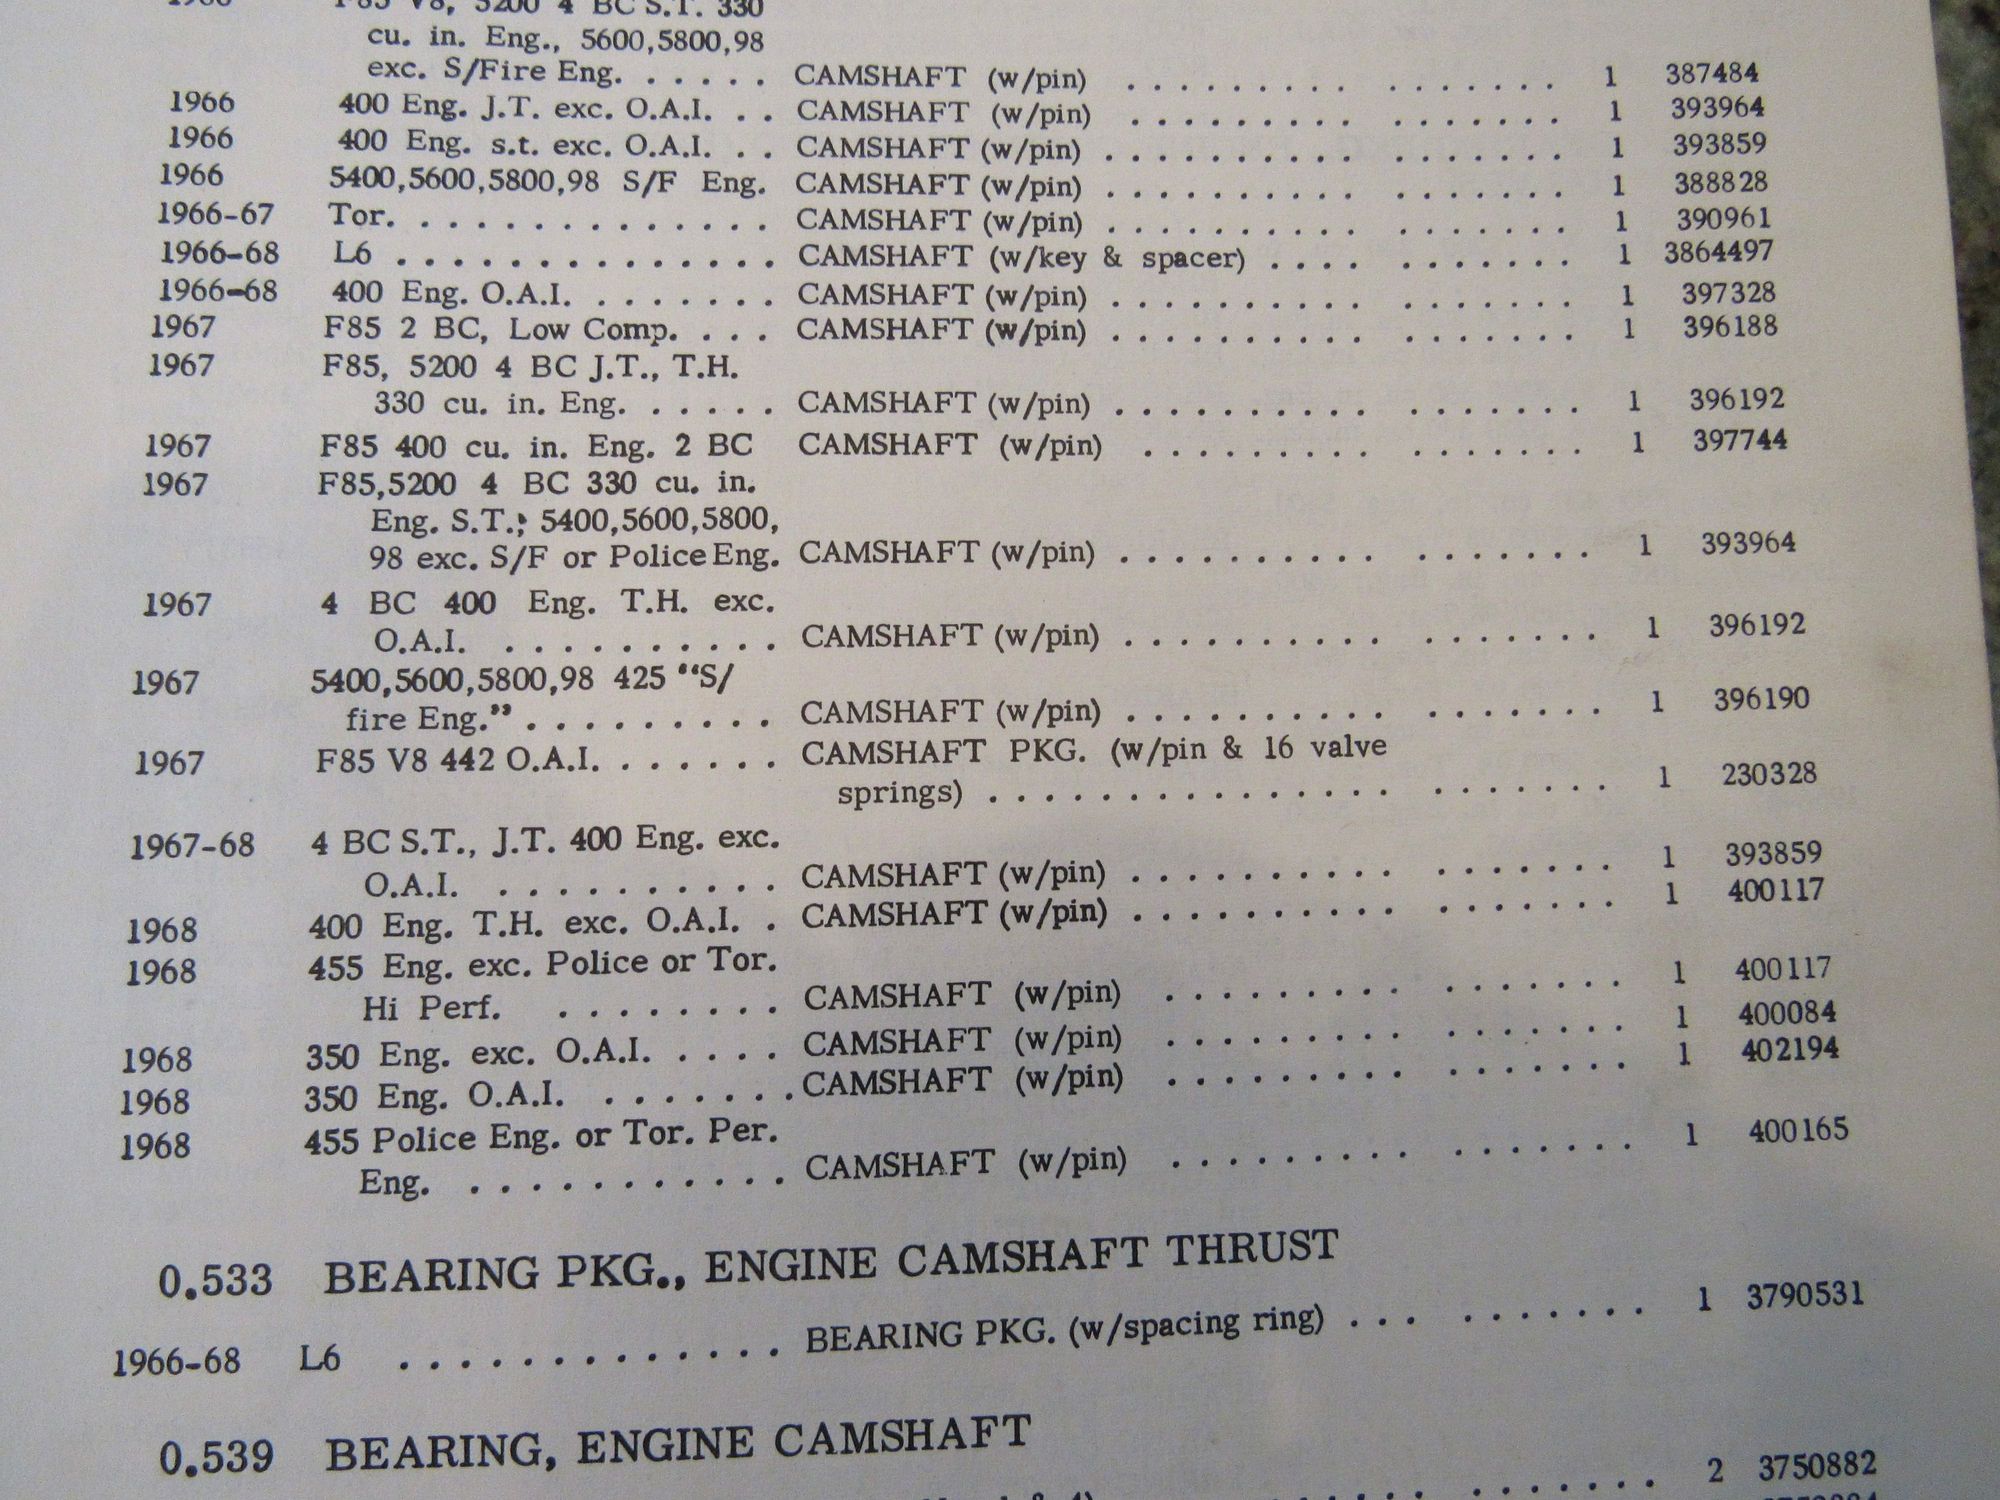 F85 V8, 5200 4 BC S.T. 330
cu. in. Eng., 5600,5800,98
exc. S/Fire Eng. . . . . . CAMSHAFT (w/pin) . . . . . . . . . . . . . . . . 1 387484
1966 400 Eng. J.T. exc. O.A.I. . . CAMSHAFT (w/pin) . . . . . . . . . . . . . . . . 1 393964
1966 400 Eng. s.t. exc. O.A.I. . . CAMSHAFT (w/pin) . . . . . . . . . . . . . . . . 1 393859
1966 5400,5600,5800,98 S/F Eng. CAMSHAFT (w/pin) . . . . . . . . . . . . . . . . 1 388828
1966-67 Tor. . . . . . . . . . . . . . CAMSHAFT (w/pin) . . . . . . . . . . . . . . . . 1 390961
1966-68 L6 . . . . . . . . . . . . . . CAMSHAFT (w/key & spacer) . . . . . . . . . . . 1 3864497
1966-68 400 Eng. O.A.I. . . . . . . . CAMSHAFT (w/pin) . . . . . . . . . . . . . . . . 1 397328
1967 F85 2 BC, Low Comp. . . . CAMSHAFT (w/pin) . . . . . . . . . . . . . . . . 1 396188
1967 F85, 5200 4 BC J.T., T.H.
330 cu. in. Eng. . . . . . CAMSHAFT (w/pin) . . . . . . . . . . . . . . . . 1 396192
1967 F85 400 cu. in. Eng. 2 BC CAMSHAFT (w/pin) . . . . . . . . . . . . . . . . 1 397744
1967 F85,5200 4 BC 330 cu. in.
Eng. S.T.; 5400,5600,5800,
98 exc. S/F or Police Eng. CAMSHAFT (w/pin) . . . . . . . . . . . . . . . . 1 393964
1967 4 BC 400 Eng. T.H. exc.
O.A.I. . . . . . . . . . . CAMSHAFT (w/pin) . . . . . . . . . . . . . . . . 1 396192
1967 5400,5600,5800,98 425 "S/
fire Eng." . . . . . . . . . CAMSHAFT (w/pin) . . . . . . . . . . . . . . . . 1 396190
1967 F85 V8 442 O.A.I. . . . . . . CAMSHAFT PKG. (w/pin & 16 valve
springs) . . . . . . . . . . . . . . . . . . . . . . 1 230328
1967-68 4 BC S.T., J.T. 400 Eng. exc.
O.A.I. . . . . . . . . . . CAMSHAFT (w/pin) . . . . . . . . . . . . . . . . 1 393859
1968 400 Eng. T.H. exc. O.A.I. . CAMSHAFT (w/pin) . . . . . . . . . . . . . . . . 1 400117
1968 455 Eng. exc. Police or Tor.
Hi Perf. . . . . . . . . CAMSHAFT (w/pin) . . . . . . . . . . . . . . . . 1 400117
1968 350 Eng. exc. O.A.I. . . . . CAMSHAFT (w/pin) . . . . . . . . . . . . . . . . 1 400084
1968 350 Eng. O.A.I. . . . . . . . CAMSHAFT (w/pin) . . . . . . . . . . . . . . . . 1 402194
1968 455 Police Eng. or Tor. Per.
Eng. . . . . . . . . . . . . CAMSHAFT (w/pin) . . . . . . . . . . . . . . . . 1 400165
0.533 BEARING PKG., ENGINE CAMSHAFT THRUST
1966-68 L6 . . . . . . . . . . . . . . BEARING PKG. (w/spacing ring) . . . . . . . . . . 1 3790531
0.539 BEARING, ENGINE CAMSHAFT
. . . . . . . 2 3750882